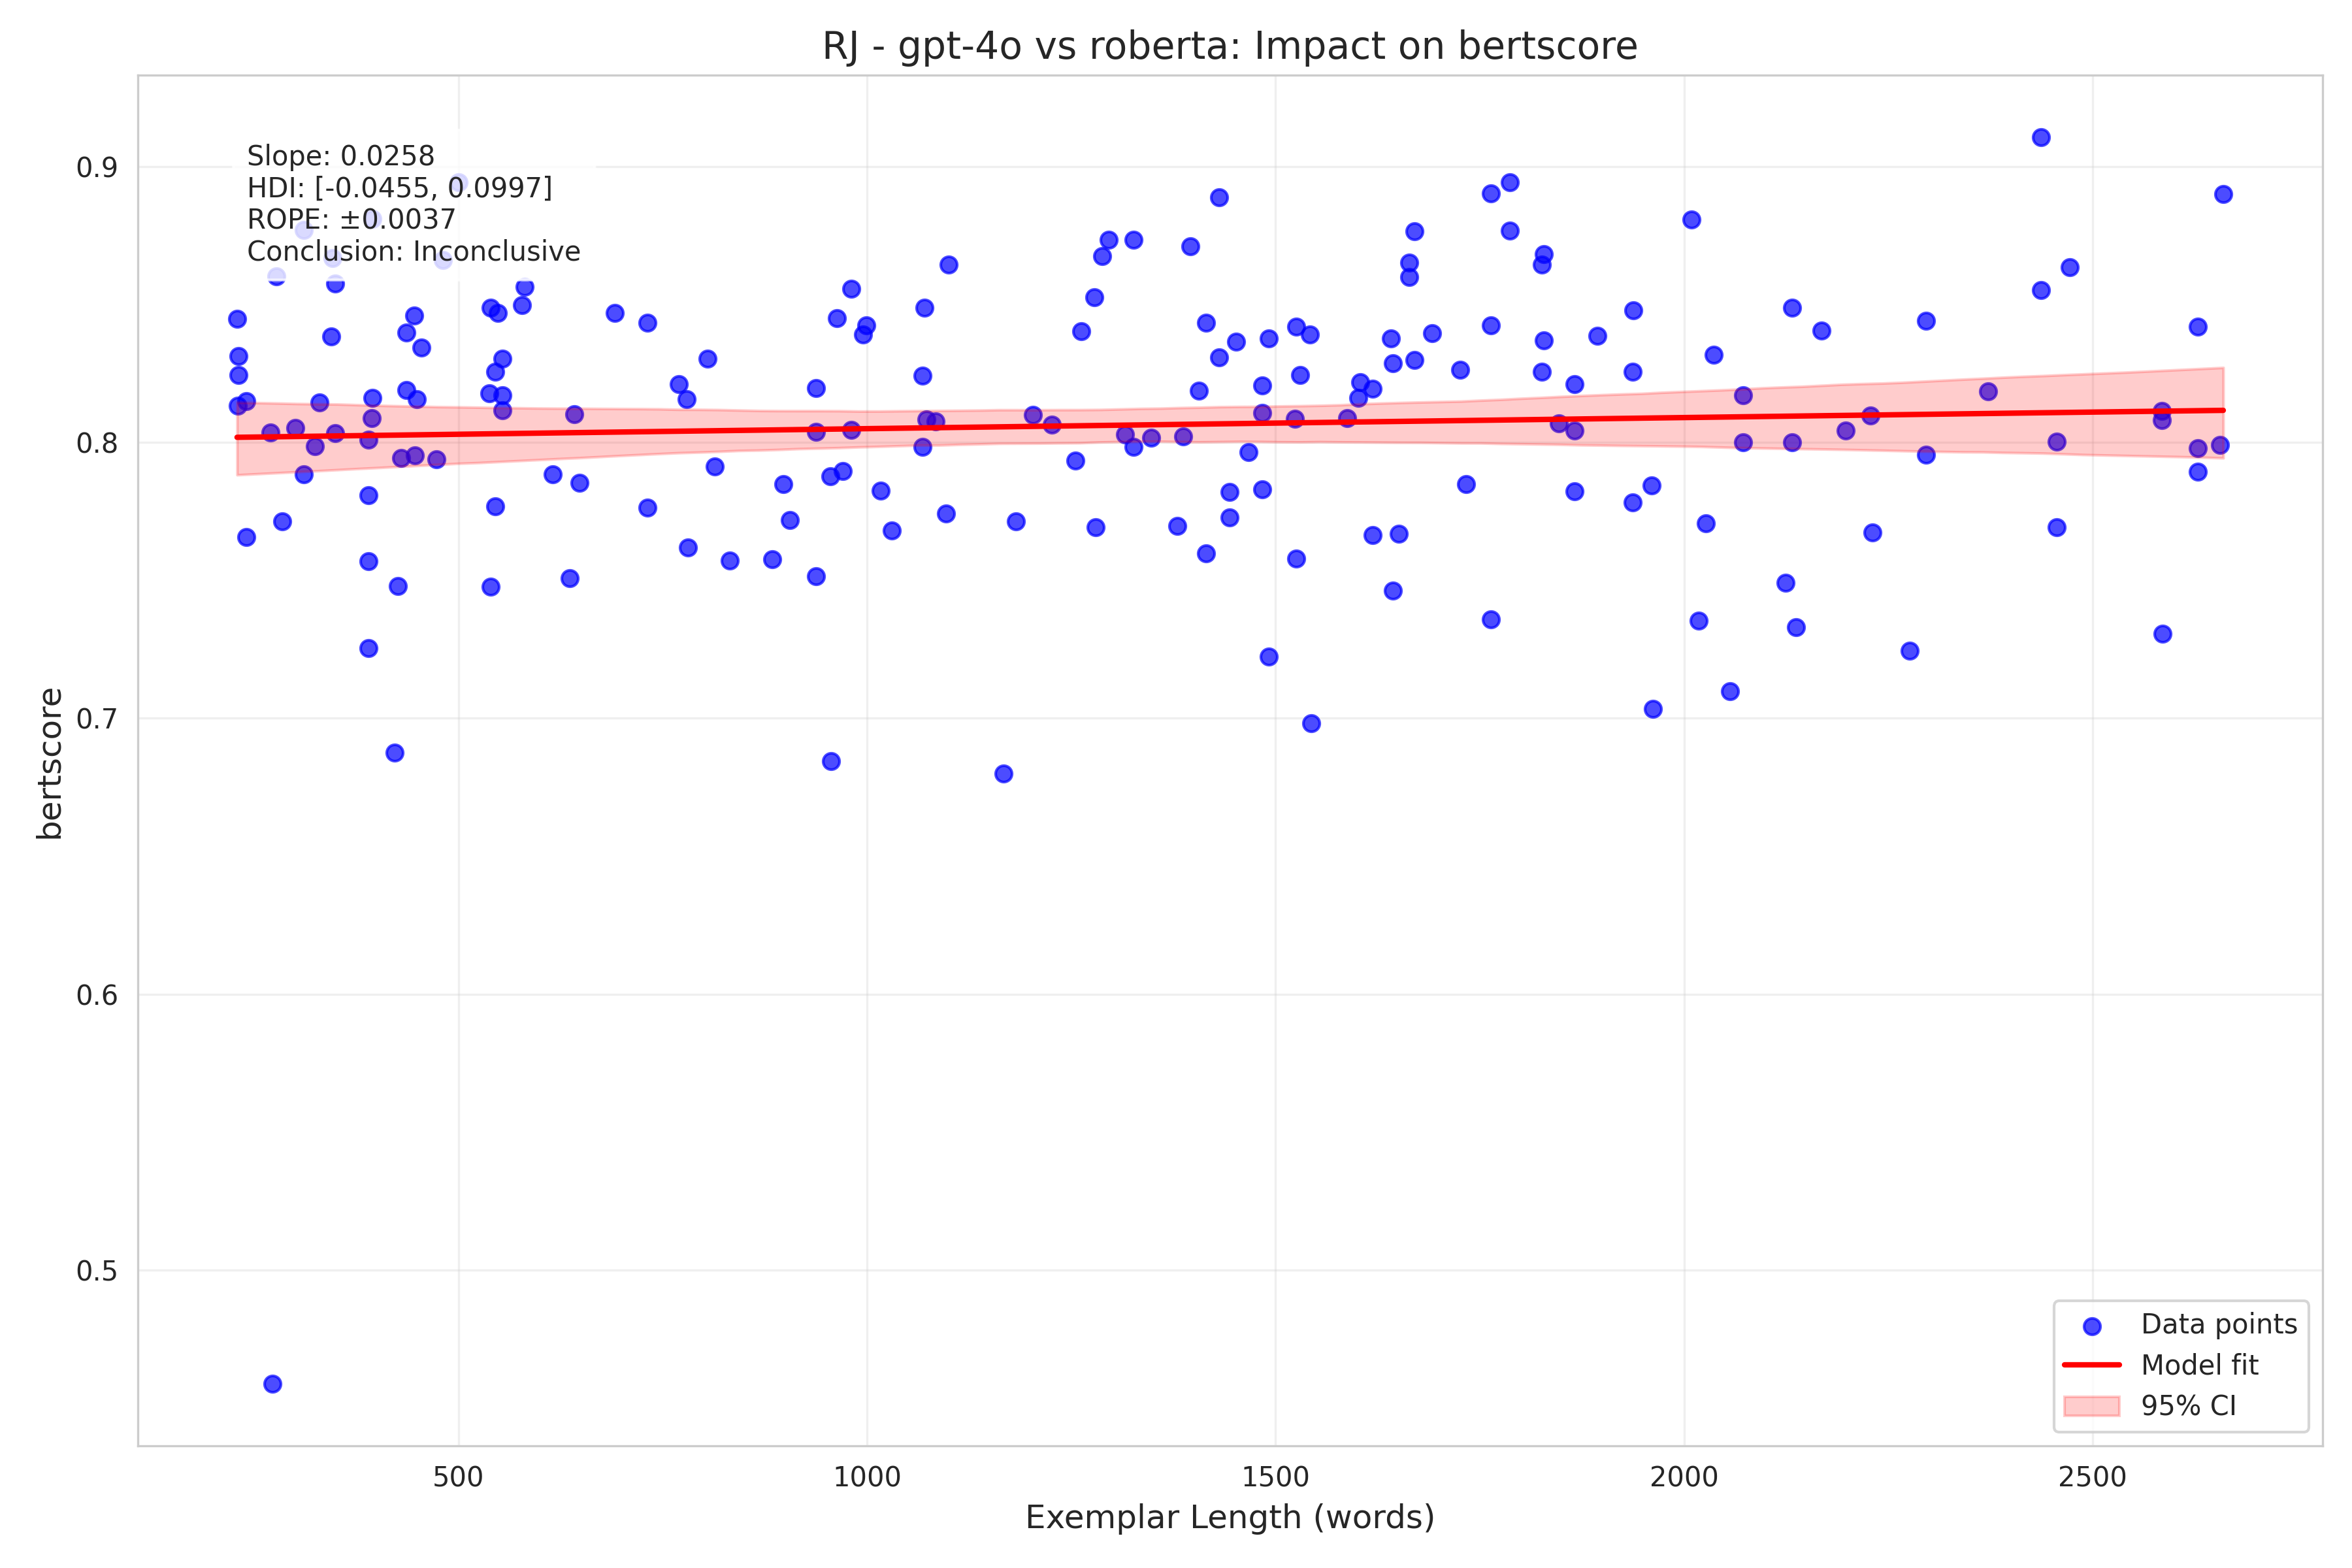 RJ - gpt-4o vs roberta: Impact on bertscore
Slope: 0.0258
HDI: [-0.0455, 0.0997]
ROPE: ±0.0037
Conclusion: Inconclusive
0.9
0.8
0.7
0.6
0.5
bertscore
Data points
Model fit
95% CI
500
1000
1500
2000
2500
Exemplar Length (words)